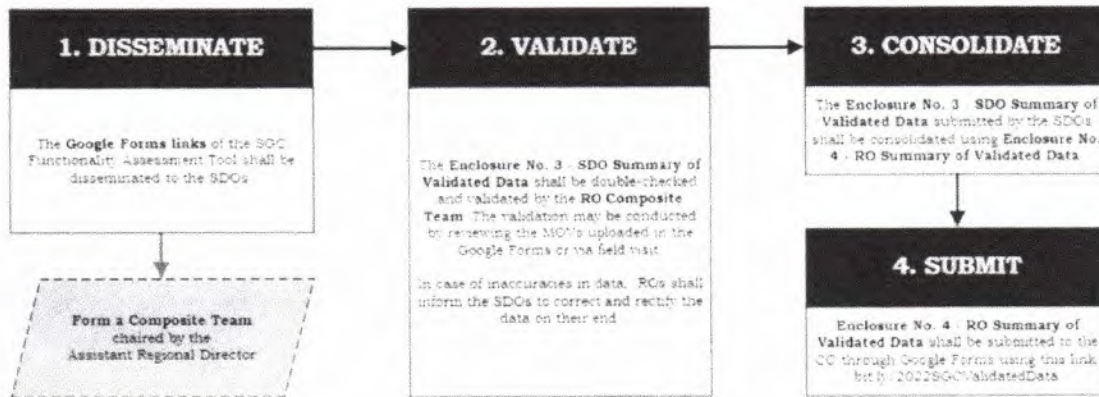 1. DISSEMINATE
The Google Forms links of the SGC
Functionality Assessment Tool shall be
disseminated to the SDOs
Form a Composite Team
chaired by the
Assistant Regional Director
2. VALIDATE
The Enclosure No. 3 - SDO Summary of
Validated Data shall be double-checked
and validated by the RO Composite
Team. The validation may be conducted
by reviewing the MOVs uploaded in the
Google Forms or via field visit
In case of inaccuracies in data, ROs shall
inform the SDOs to correct and rectify the
data on their end
3. CONSOLIDATE
The Enclosure No. 3 - SDO Summary of
Validated Data submitted by the SDOs
shall be consolidated using Enclosure No.
4 - RO Summary of Validated Data
4. SUBMIT
Enclosure No. 4 - RO Summary of
Validated Data shall be submitted to the
CO through Google Forms using this link
bit.ly/2022SGCValidatedData